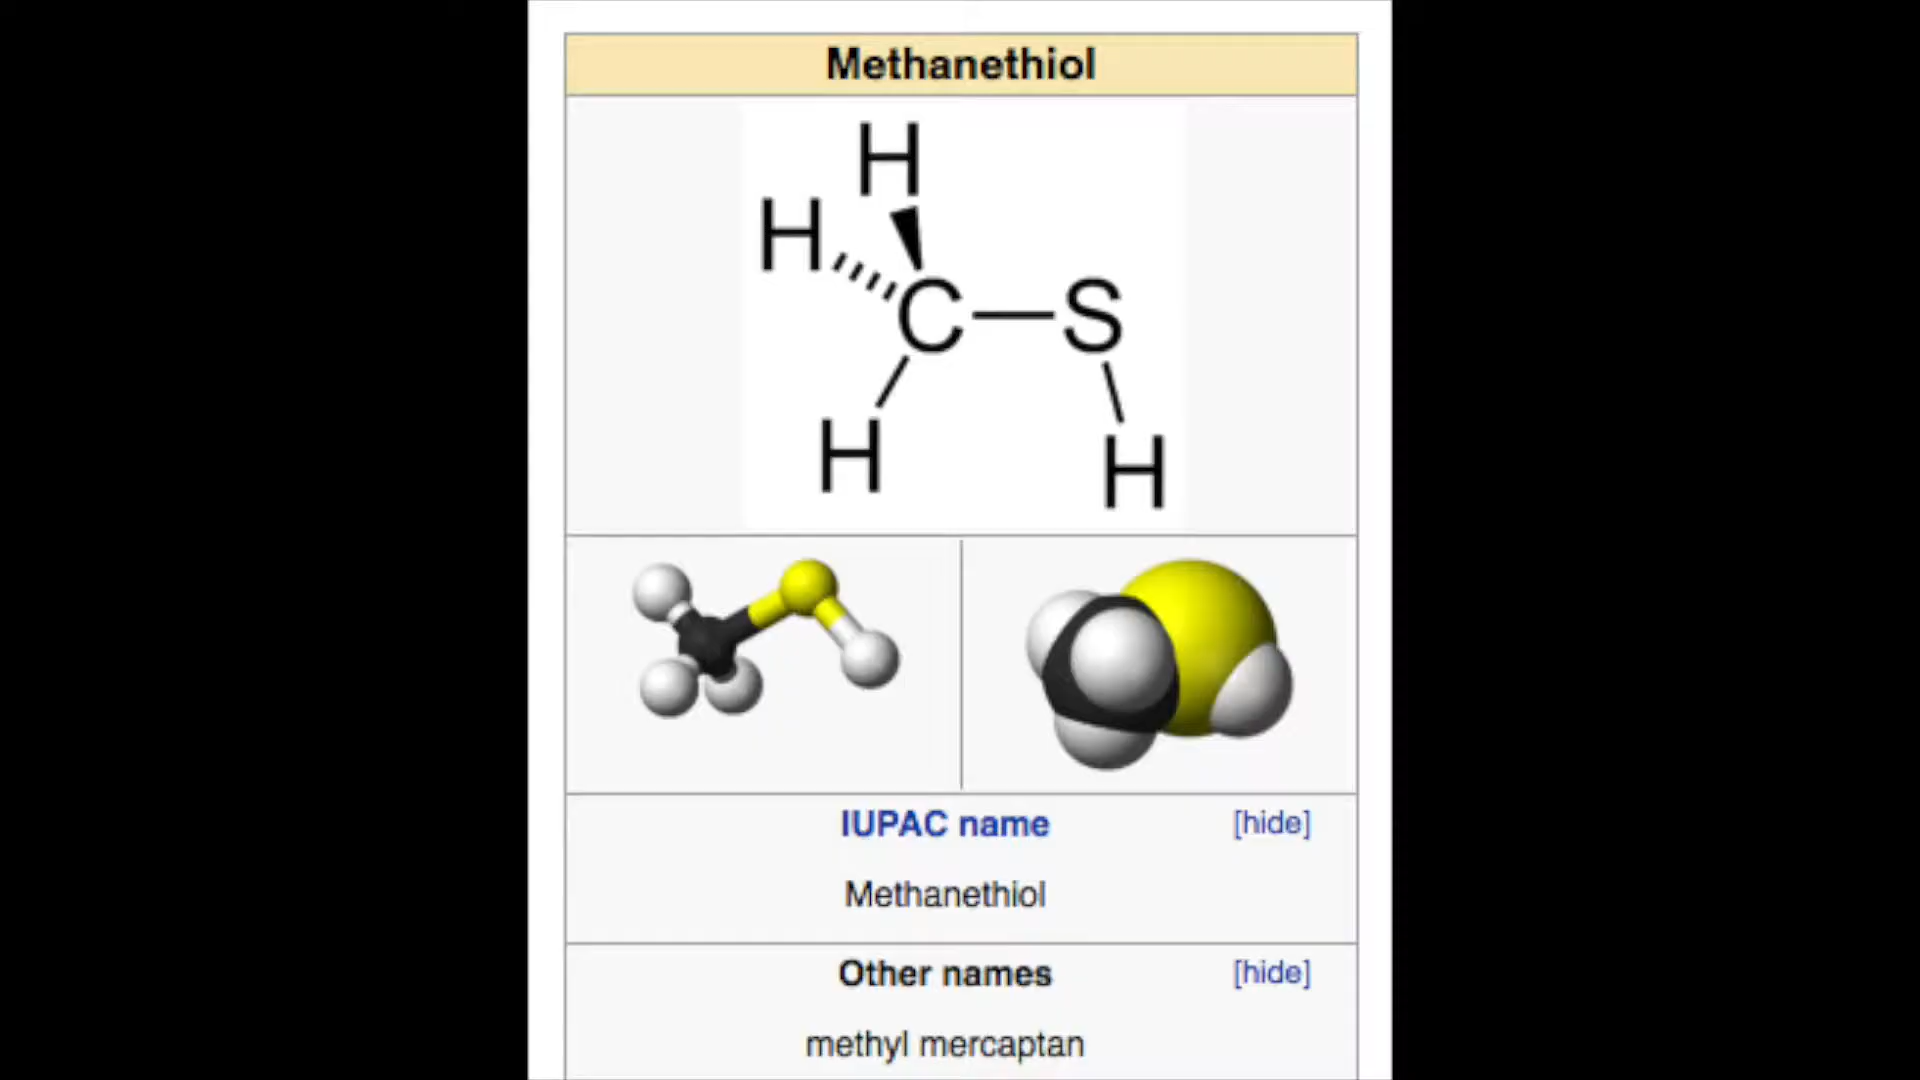 Methanethiol
H
H
C S
H
H
IUPAC name [hide]
Methanethiol
Other names [hide]
methyl mercaptan